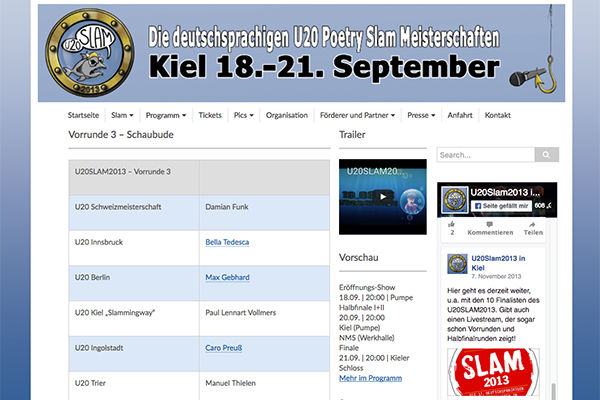 U20 SLAM
2013
Die deutschsprachigen U20 Poetry Slam Meisterschaften
Kiel 18.-21. September
Startseite Slam Programm Tickets Pics Organisation Förderer und Partner Presse Anfahrt Kontakt
Vorrunde 3 – Schaubude
U20SLAM2013 – Vorrunde 3
U20 Schweizmeisterschaft Damian Funk
U20 Innsbruck Bella Tedesca
U20 Berlin Max Gebhard
U20 Kiel „Slammingway“ Paul Lennart Vollmers
U20 Ingolstadt Caro Preuß
U20 Trier Manuel Thielen
Trailer
U20SLAM20...
Vorschau
Eröffnungs-Show
18.09. | 20:00 | Pumpe
Halbfinale I+II
20.09. | 20:00
Kiel (Pumpe)
NMS (Werkhalle)
Finale
21.09. | 20:00 | Kieler
Schloss
Mehr im Programm
Search...
U20Slam2013 i...
Seite gefällt mir 608
2 Kommentieren Teilen
U20Slam2013 in
Kiel
7. November 2013
Hier geht es derzeit weiter,
u.a. mit den 10 Finalisten des
U20SLAM2013. Gibt auch
einen Livestream, der sogar
schon Vorrunden und
Halbfinalrunden zeigt!
SLAM
2013